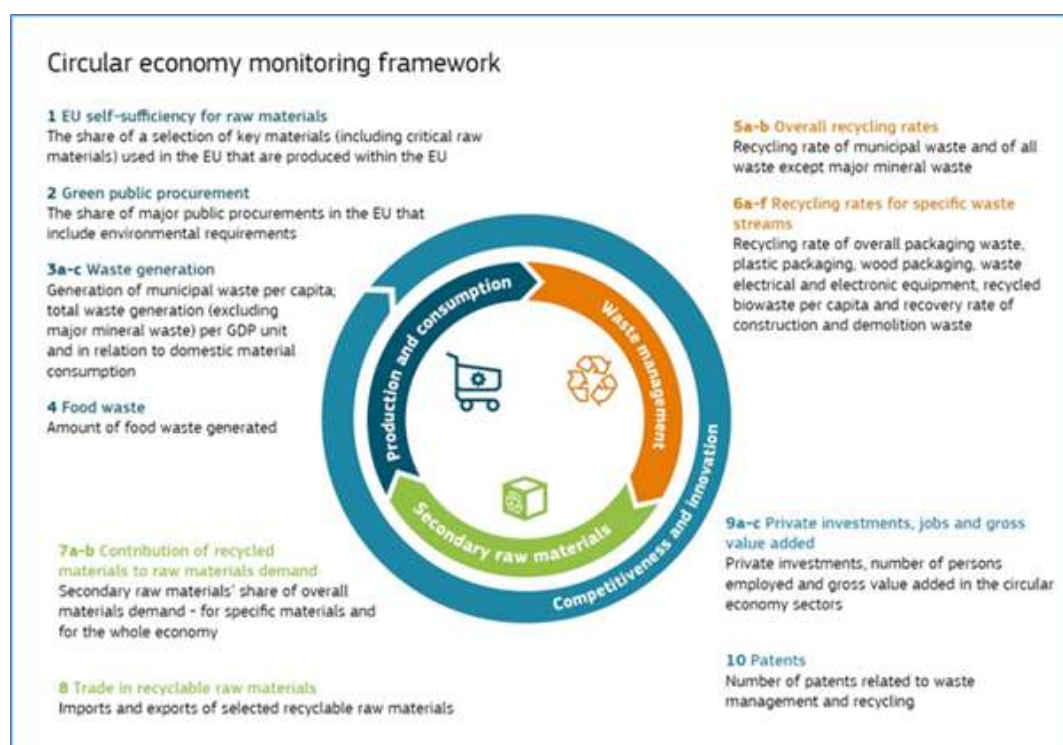 Circular economy monitoring framework
1 EU self-sufficiency for raw materials
The share of a selection of key materials (including critical raw
materials) used in the EU that are produced within the EU
2 Green public procurement
The share of major public procurements in the EU that
include environmental requirements
3a-c Waste generation
Generation of municipal waste per capita;
total waste generation (excluding
major mineral waste) per GDP unit
and in relation to domestic material
consumption
4 Food waste
Amount of food waste generated
5a-b Overall recycling rates
Recycling rate of municipal waste and of all
waste except major mineral waste
6a-f Recycling rates for specific waste
streams
Recycling rate of overall packaging waste,
plastic packaging, wood packaging, waste
electrical and electronic equipment, recycled
biowaste per capita and recovery rate of
construction and demolition waste
Production and consumption
Waste management
Secondary raw materials
Competitiveness and innovation
7a-b Contribution of recycled
materials to raw materials demand
Secondary raw materials' share of overall
materials demand - for specific materials and
for the whole economy
8 Trade in recyclable raw materials
Imports and exports of selected recyclable raw materials
9a-c Private investments, jobs and gross
value added
Private investments, number of persons
employed and gross value added in the circular
economy sectors
10 Patents
Number of patents related to waste
management and recycling